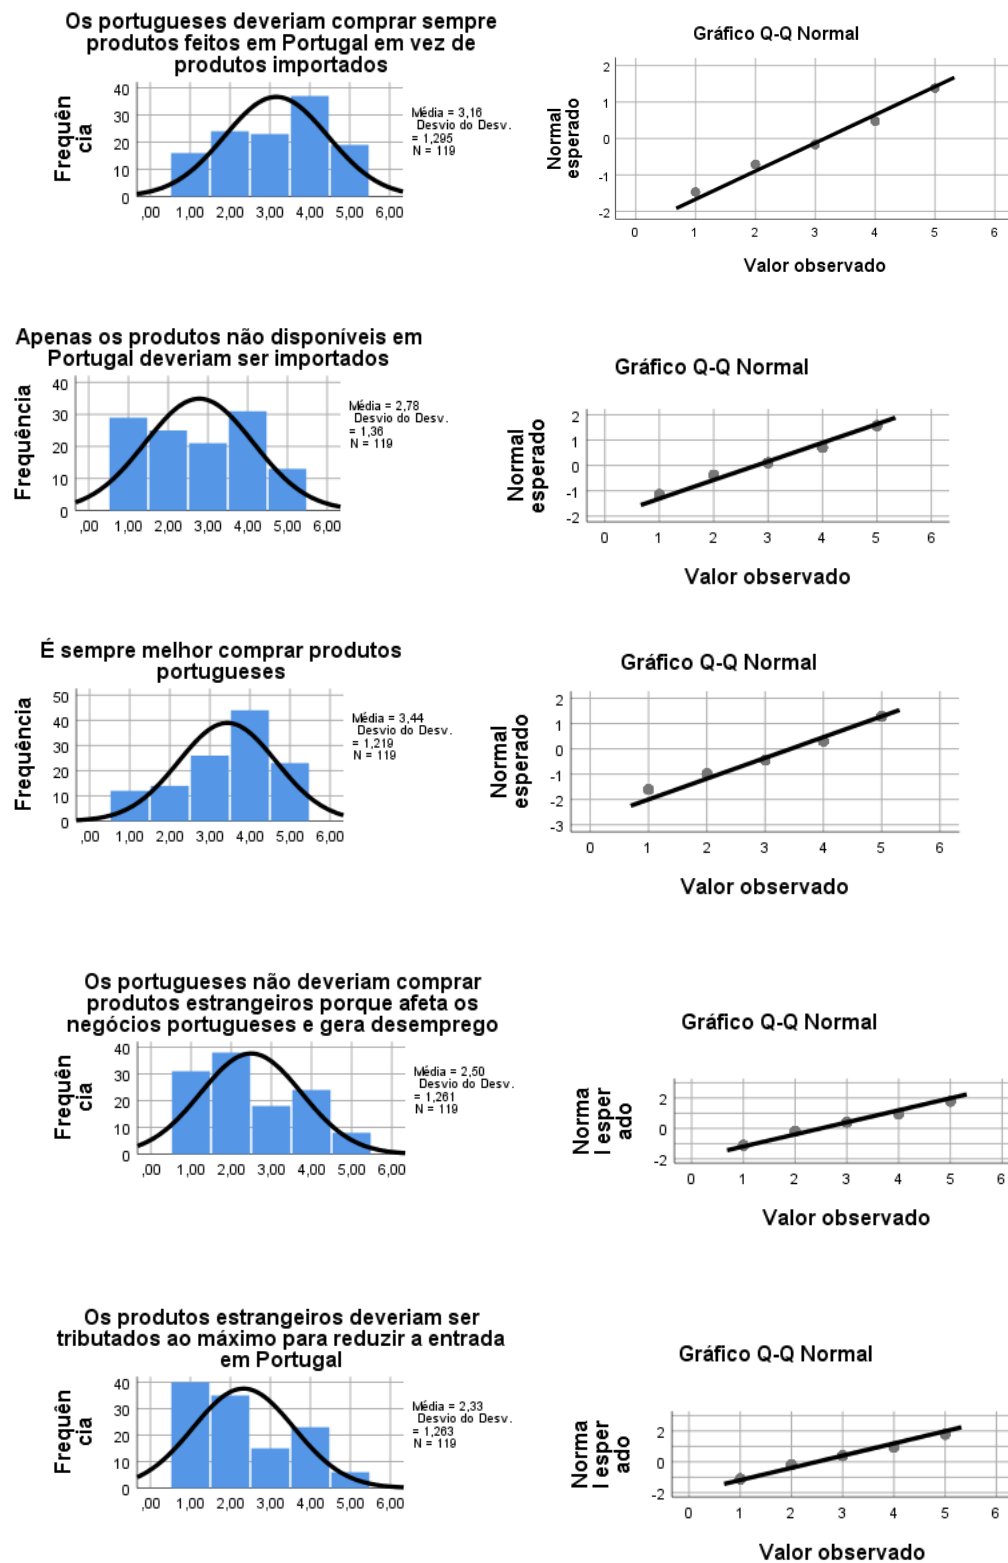 Os portugueses deveriam comprar sempre
produtos feitos em Portugal em vez de
produtos importados
Frequên
cia
40
30
20
10
0
,00 1,00 2,00 3,00 4,00 5,00 6,00
Média = 3,16
Desvio do Desv.
= 1,295
N = 119
Gráfico Q-Q Normal
Normal
esperado
2
1
0
-1
-2
0 1 2 3 4 5 6
Valor observado
Apenas os produtos não disponíveis em
Portugal deveriam ser importados
Frequência
40
30
20
10
0
,00 1,00 2,00 3,00 4,00 5,00 6,00
Média = 2,78
Desvio do Desv.
= 1,36
N = 119
Gráfico Q-Q Normal
Normal
esperado
2
1
0
-1
-2
0 1 2 3 4 5 6
Valor observado
É sempre melhor comprar produtos
portugueses
Frequência
50
40
30
20
10
0
,00 1,00 2,00 3,00 4,00 5,00 6,00
Média = 3,44
Desvio do Desv.
= 1,219
N = 119
Gráfico Q-Q Normal
Normal
esperado
2
1
0
-1
-2
-3
0 1 2 3 4 5 6
Valor observado
Os portugueses não deveriam comprar
produtos estrangeiros porque afeta os
negócios portugueses e gera desemprego
Frequên
cia
40
30
20
10
0
,00 1,00 2,00 3,00 4,00 5,00 6,00
Média = 2,50
Desvio do Desv.
= 1,261
N = 119
Gráfico Q-Q Normal
Norma
l esper
ado
2
0
-2
0 1 2 3 4 5 6
Valor observado
Os produtos estrangeiros deveriam ser
tributados ao máximo para reduzir a entrada
em Portugal
Frequên
cia
40
30
20
10
0
,00 1,00 2,00 3,00 4,00 5,00 6,00
Média = 2,33
Desvio do Desv.
= 1,263
N = 119
Gráfico Q-Q Normal
Norma
l esper
ado
2
0
-2
0 1 2 3 4 5 6
Valor observado